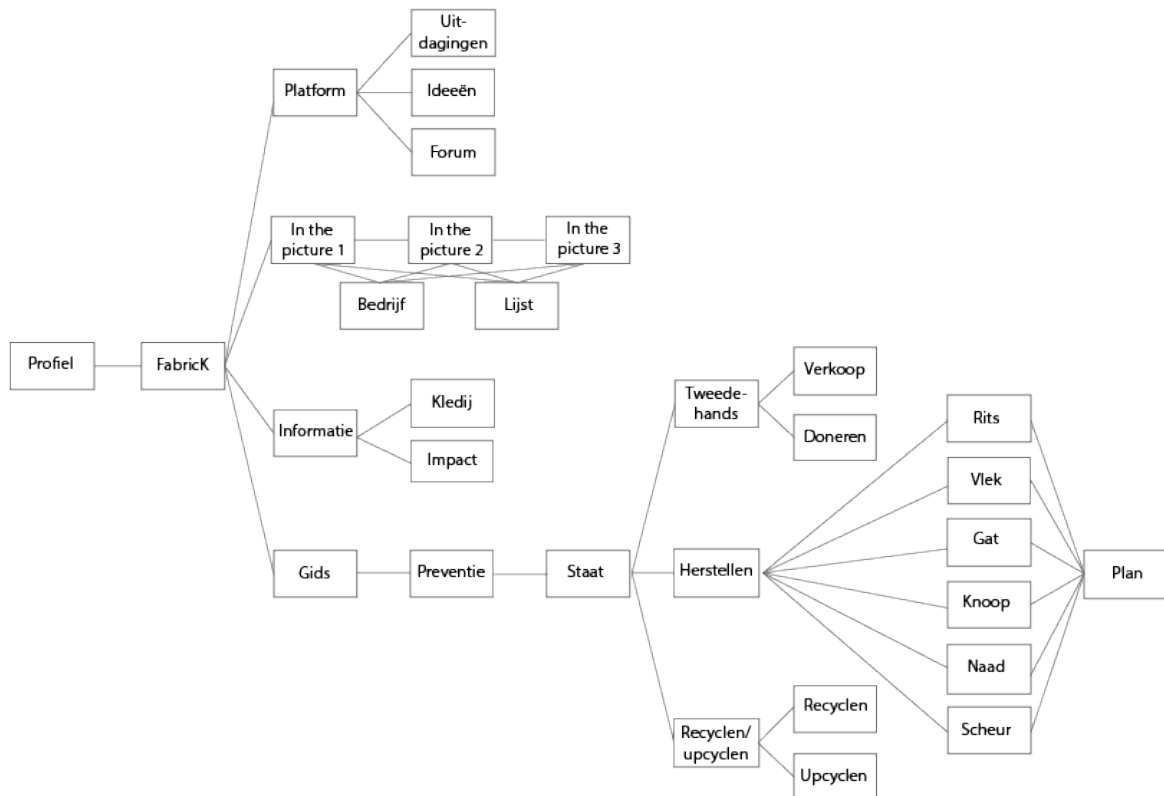 Uit-
dagingen
Platform
Ideeën
Forum
In the
picture 1
In the
picture 2
In the
picture 3
Bedrijf
Lijst
Profiel
FabricK
Informatie
Kledij
Impact
Gids
Preventie
Staat
Tweede-
hands
Verkoop
Doneren
Herstellen
Rits
Vlek
Gat
Knoop
Naad
Scheur
Plan
Recyclen/
upcyclen
Recyclen
Upcyclen